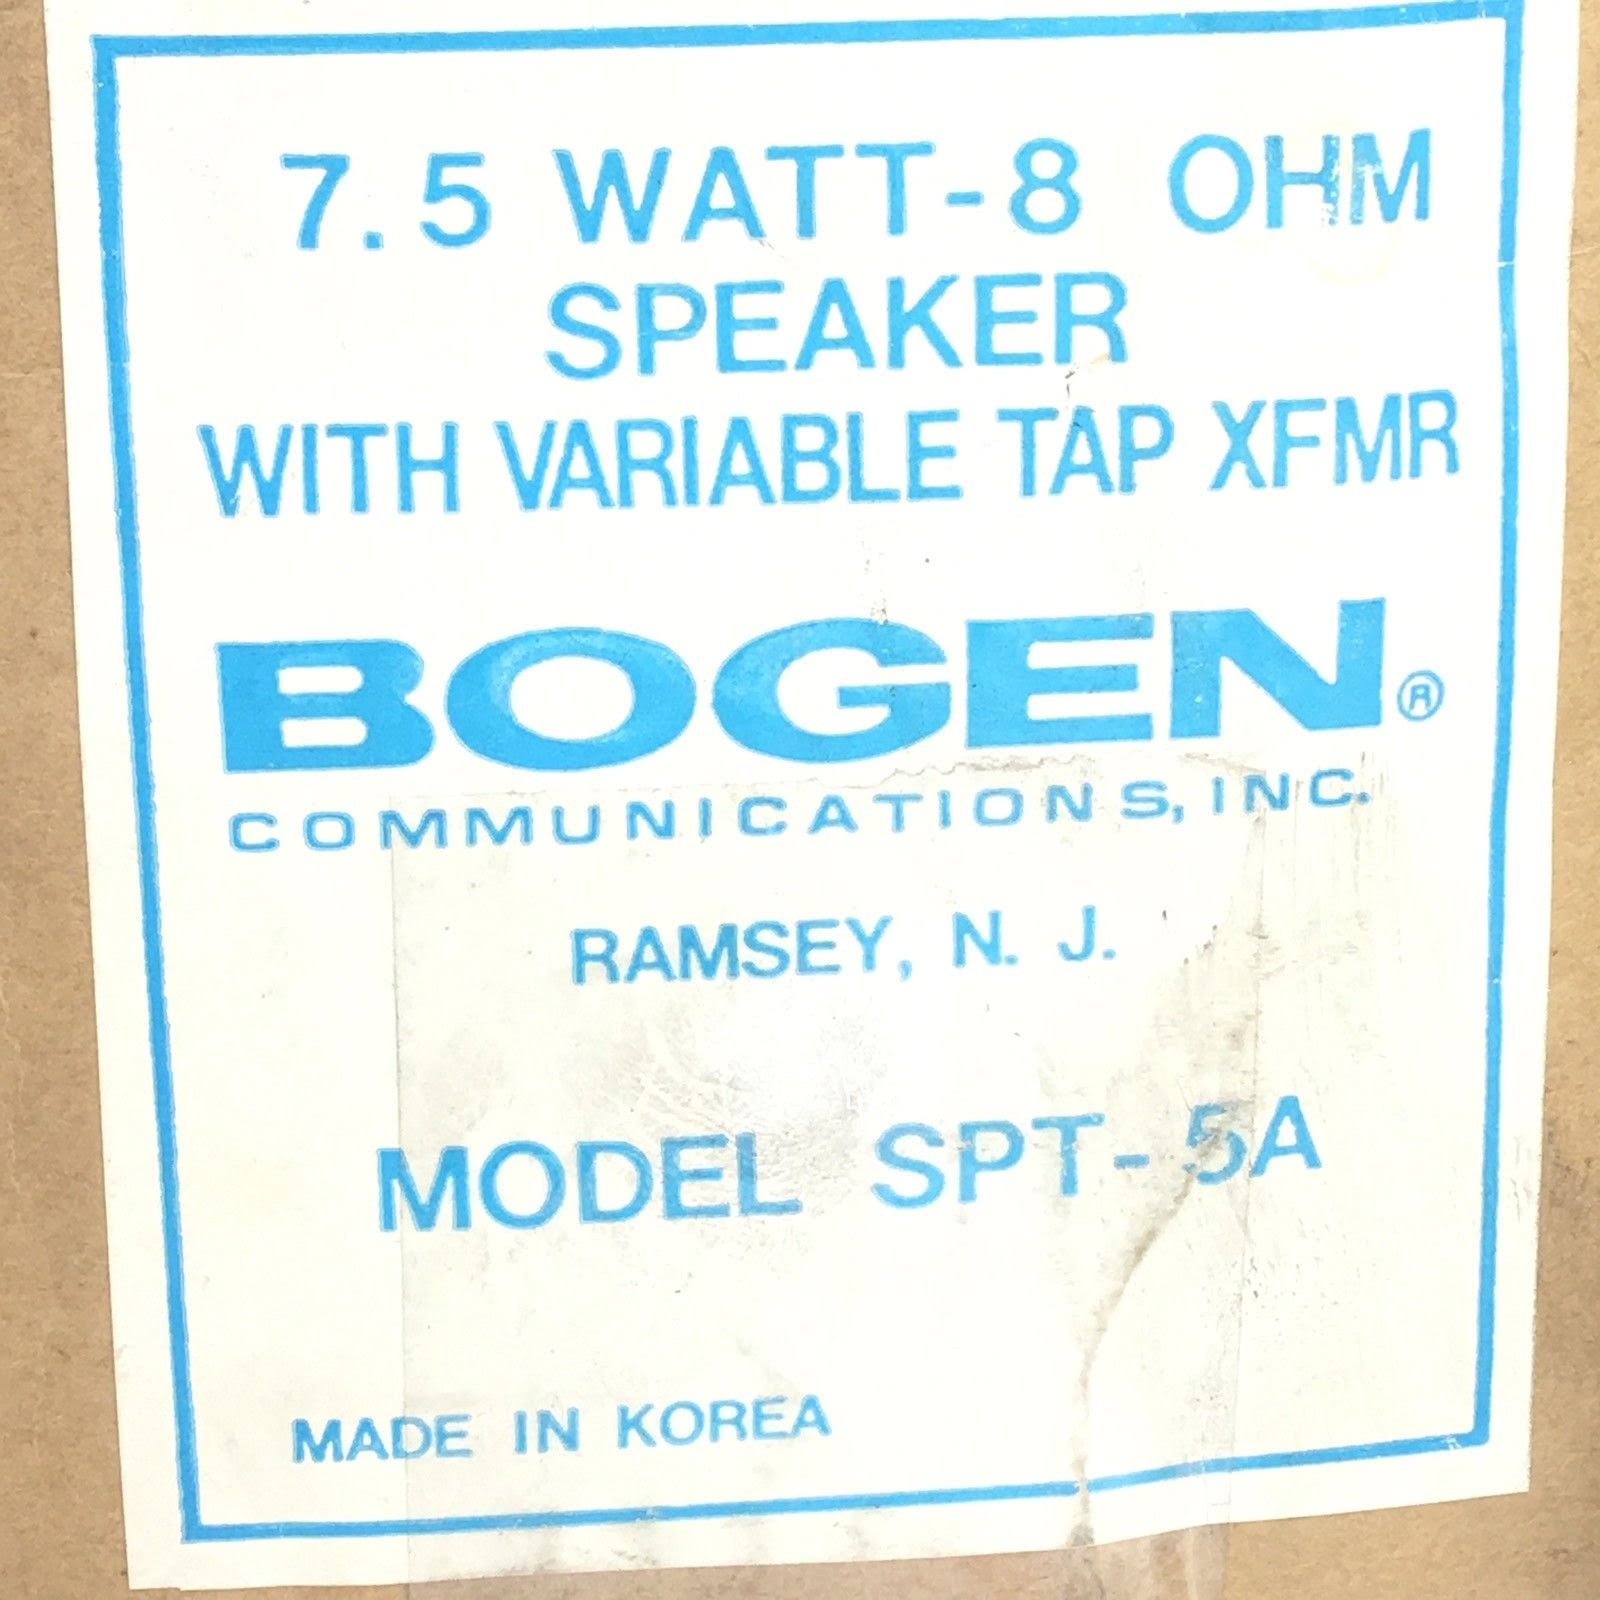 7.5 WATT-8 OHM
SPEAKER
WITH VARIABLE TAP XFMR
BOGEN®
COMMUNICATIONS, INC.
RAMSEY, N. J.
MODEL SPT-5A
MADE IN KOREA